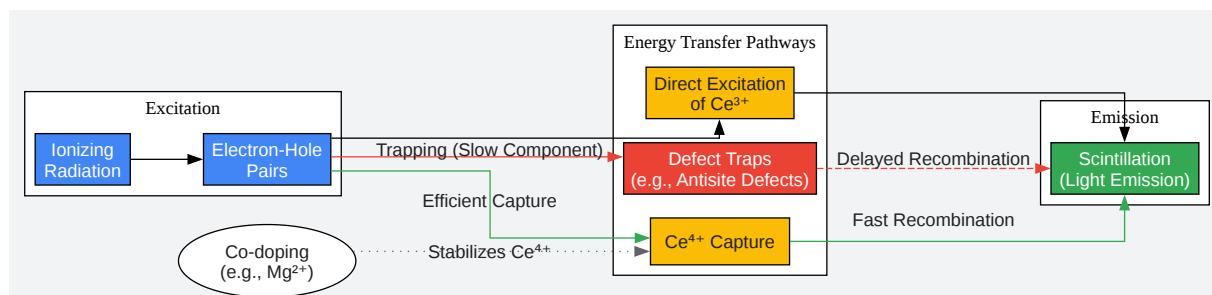 Energy Transfer Pathways
Direct Excitation
of Ce³⁺
Excitation
Emission
Ionizing
Radiation
Electron-Hole
Pairs
Trapping (Slow Component)
Defect Traps
(e.g., Antisite Defects)
Delayed Recombination
Scintillation
(Light Emission)
Efficient Capture
Fast Recombination
Ce⁴⁺ Capture
Co-doping
(e.g., Mg²⁺)
Stabilizes Ce⁴⁺